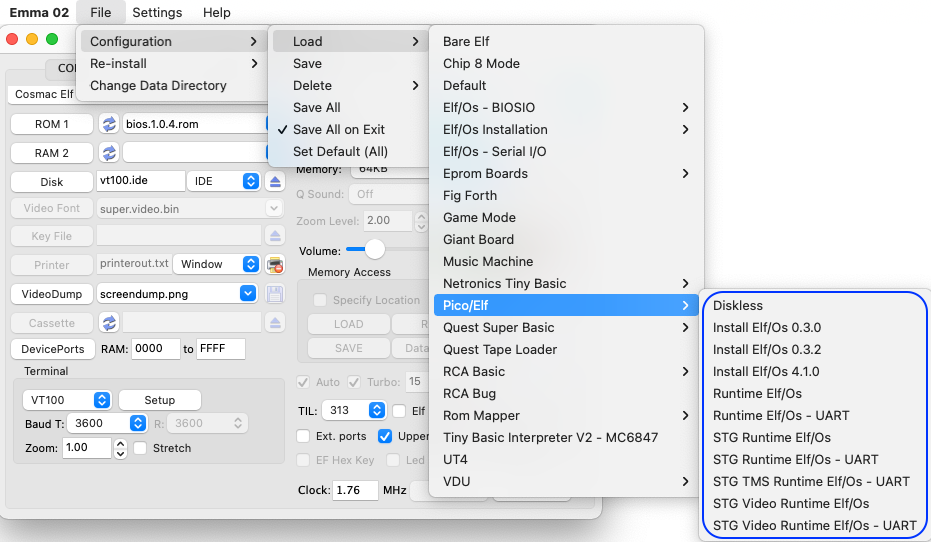 Emma 02 File Settings Help
Configuration
Re-install
Change Data Directory
Load
Save
Delete
Save All
Save All on Exit
Set Default (All)
Bare Elf
Chip 8 Mode
Default
Elf/Os - BIOSIO
Elf/Os Installation
Elf/Os - Serial I/O
Eprom Boards
Fig Forth
Game Mode
Giant Board
Music Machine
Netronics Tiny Basic
Pico/Elf
Quest Super Basic
Quest Tape Loader
RCA Basic
RCA Bug
Rom Mapper
Tiny Basic Interpreter V2 - MC6847
UT4
VDU
Diskless
Install Elf/Os 0.3.0
Install Elf/Os 0.3.2
Install Elf/Os 4.1.0
Runtime Elf/Os
Runtime Elf/Os - UART
STG Runtime Elf/Os
STG Runtime Elf/Os - UART
STG TMS Runtime Elf/Os - UART
STG Video Runtime Elf/Os
STG Video Runtime Elf/Os - UART
Cosmac Elf
ROM 1 bios.1.0.4.rom
RAM 2
Disk vt100.ide IDE
Video Font super.video.bin
Key File
Printer printerout.txt Window
VideoDump screendump.png
Cassette
DevicePorts RAM: 0000 to FFFF
Terminal
VT100 Setup
Baud T: 3600 R: 3600
Zoom: 1.00 Stretch
Memory: 64KB
Q Sound: Off
Zoom Level: 2.00
Volume:
Memory Access
Specify Location
LOAD
SAVE
Auto Turbo: 15
TIL: 313 Elf
Ext. ports Upper
EF Hex Key Led
Clock: 1.76 MHz